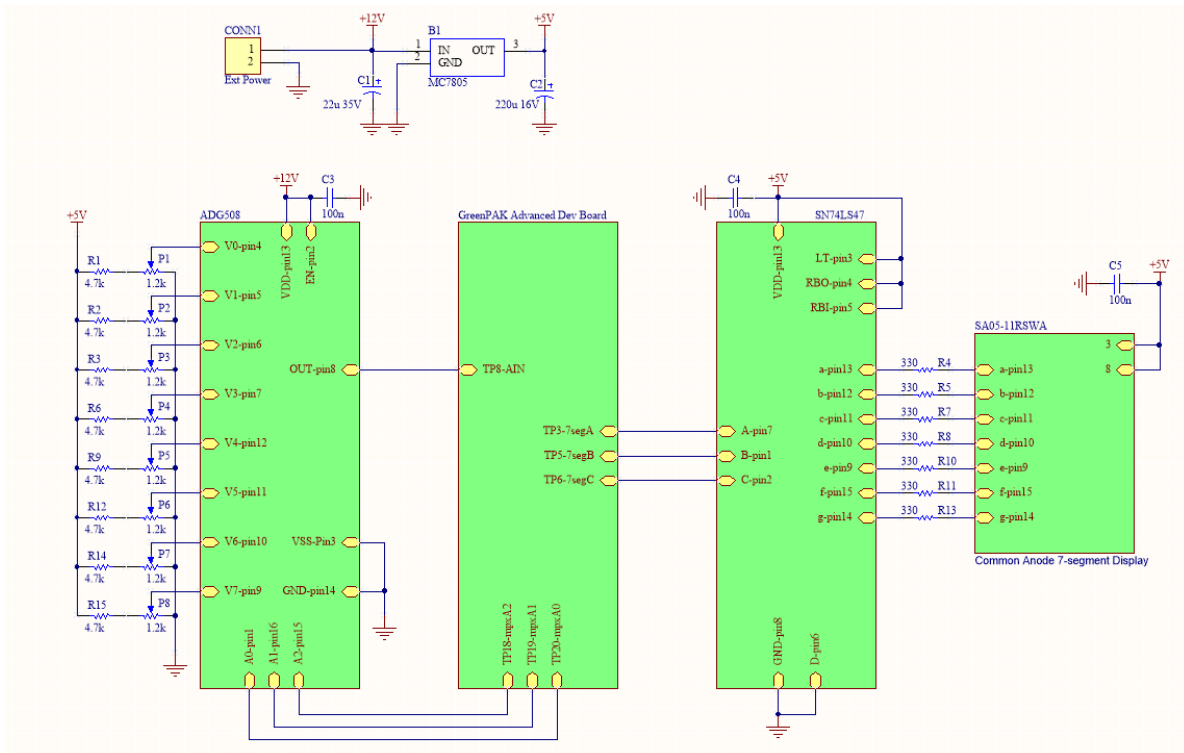 +12V
+5V
CONN1
B1
1
2
Ext Power
1
2
IN
OUT
GND
3
MC7805
C1
+
22u 35V
C2
+
220u 16V
+12V
C3
100n
C4
100n
+5V
+5V
ADG508
GreenPAK Advanced Dev Board
SN74LS47
V0-pin4
V1-pin5
V2-pin6
V3-pin7
V4-pin12
V5-pin11
V6-pin10
V7-pin9
VDD-pin13
EN-pin2
OUT-pin8
VSS-Pin3
GND-pin14
A0-pin1
A1-pin16
A2-pin15
R1
4.7k
P1
1.2k
R2
4.7k
P2
1.2k
R3
4.7k
P3
1.2k
R6
4.7k
P4
1.2k
R9
4.7k
P5
1.2k
R12
4.7k
P6
1.2k
R14
4.7k
P7
1.2k
R15
4.7k
P8
1.2k
TP8-AIN
TP3-7segA
TP5-7segB
TP6-7segC
TP18-mpxA2
TP19-mpxA1
TP20-mpxA0
VDD-pin13
LT-pin3
RBO-pin4
RBI-pin5
A-pin7
B-pin1
C-pin2
a-pin13
b-pin12
c-pin11
d-pin10
e-pin9
f-pin15
g-pin14
GND-pin8
D-pin6
330 R4
330 R5
330 R7
330 R8
330 R10
330 R11
330 R13
C5
100n
+5V
SA05-11RSWA
3
8
a-pin13
b-pin12
c-pin11
d-pin10
e-pin9
f-pin15
g-pin14
Common Anode 7-segment Display